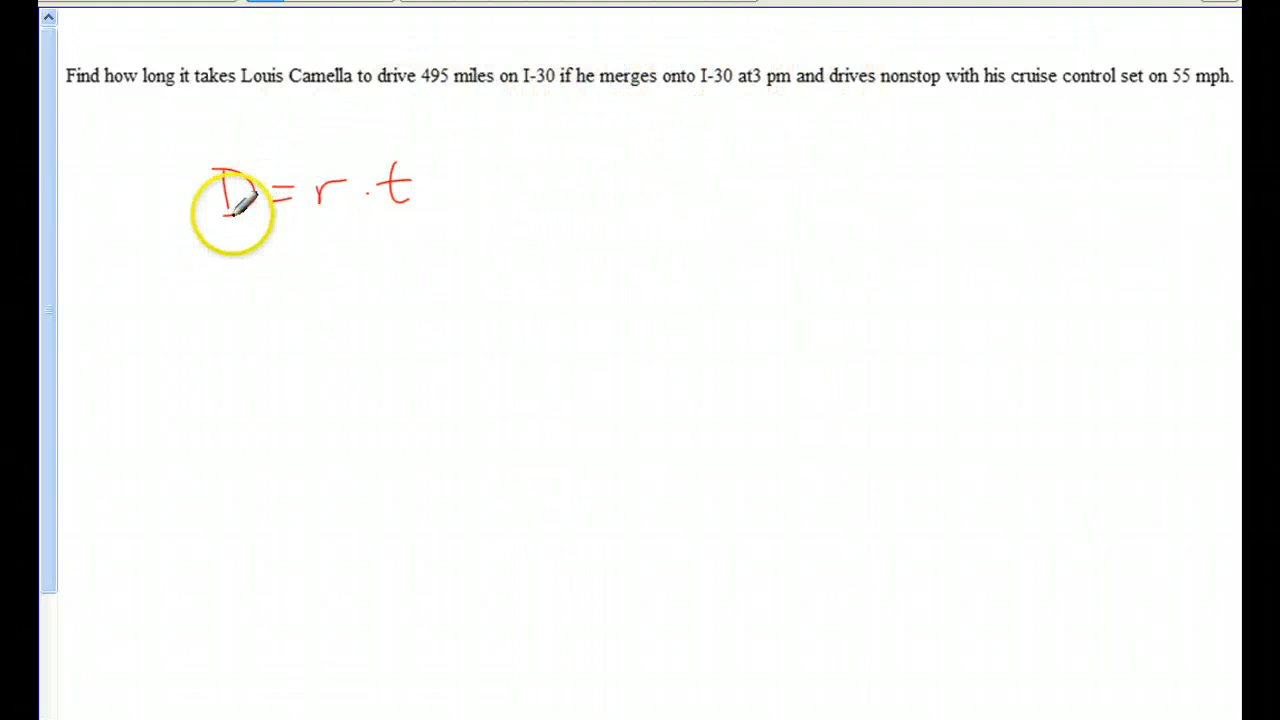 Find how long it takes Louis Camella to drive 495 miles on I-30 if he merges onto I-30 at3 pm and drives nonstop with his cruise control set on 55 mph.
D = r · t